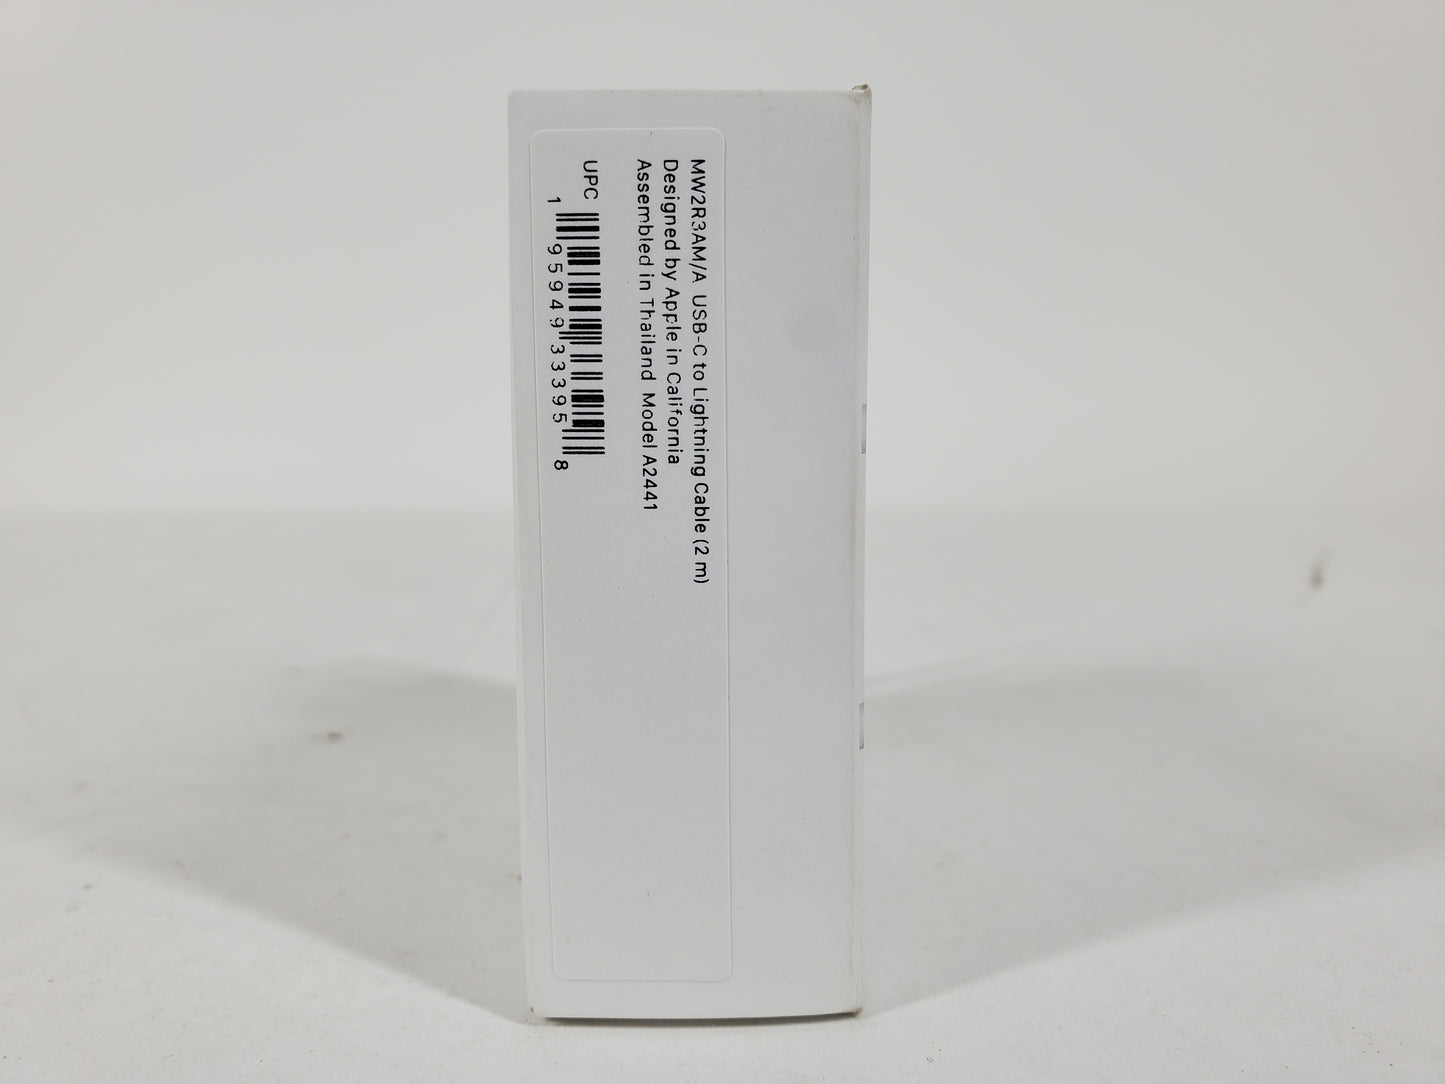 MW2R3AM/A USB-C to Lightning Cable (2 m)
Designed by Apple in California
Assembled in Thailand Model A2441
UPC
1 95949 33395 8